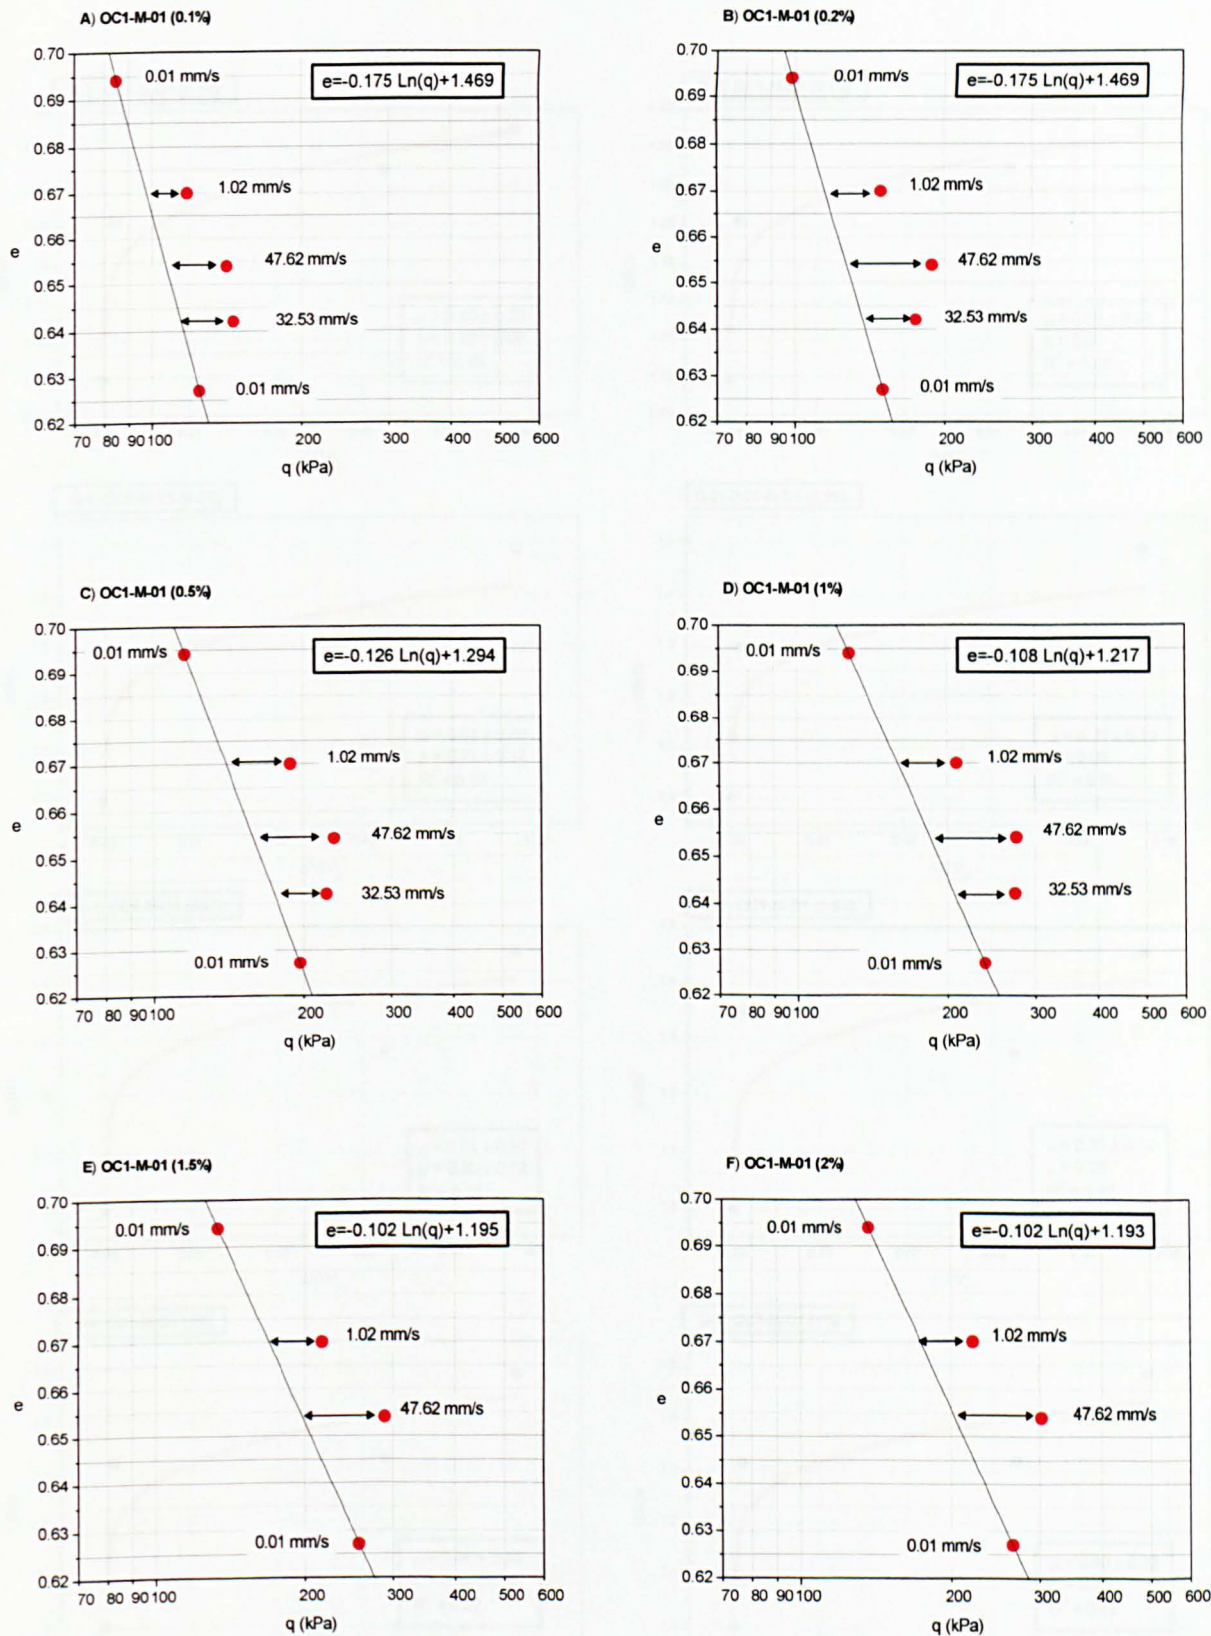 A) OC1-M-01 (0.1%)
0.70
0.69
0.68
0.67
0.66
0.65
0.64
0.63
0.62
e
0.01 mm/s
e=-0.175 Ln(q)+1.469
1.02 mm/s
47.62 mm/s
32.53 mm/s
0.01 mm/s
70 80 90 100 200 300 400 500 600
q (kPa)
B) OC1-M-01 (0.2%)
0.70
0.69
0.68
0.67
0.66
0.65
0.64
0.63
0.62
e
0.01 mm/s
e=-0.175 Ln(q)+1.469
1.02 mm/s
47.62 mm/s
32.53 mm/s
0.01 mm/s
70 80 90 100 200 300 400 500 600
q (kPa)
C) OC1-M-01 (0.5%)
0.70
0.69
0.68
0.67
0.66
0.65
0.64
0.63
0.62
e
0.01 mm/s
e=-0.126 Ln(q)+1.294
1.02 mm/s
47.62 mm/s
32.53 mm/s
0.01 mm/s
70 80 90 100 200 300 400 500 600
q (kPa)
D) OC1-M-01 (1%)
0.70
0.69
0.68
0.67
0.66
0.65
0.64
0.63
0.62
e
0.01 mm/s
e=-0.108 Ln(q)+1.217
1.02 mm/s
47.62 mm/s
32.53 mm/s
0.01 mm/s
70 80 90 100 200 300 400 500 600
q (kPa)
E) OC1-M-01 (1.5%)
0.70
0.69
0.68
0.67
0.66
0.65
0.64
0.63
0.62
e
0.01 mm/s
e=-0.102 Ln(q)+1.195
1.02 mm/s
47.62 mm/s
0.01 mm/s
70 80 90 100 200 300 400 500 600
q (kPa)
F) OC1-M-01 (2%)
0.70
0.69
0.68
0.67
0.66
0.65
0.64
0.63
0.62
e
0.01 mm/s
e=-0.102 Ln(q)+1.193
1.02 mm/s
47.62 mm/s
0.01 mm/s
70 80 90 100 200 300 400 500 600
q (kPa)